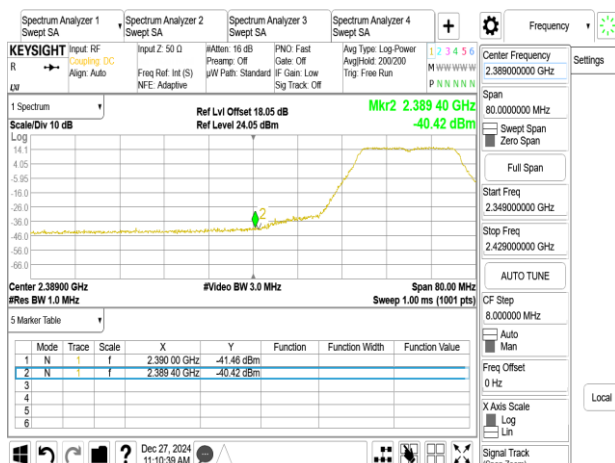 Spectrum Analyzer 1
Swept SA
Spectrum Analyzer 2
Swept SA
Spectrum Analyzer 3
Swept SA
Spectrum Analyzer 4
Swept SA
+
Frequency
KEYSIGHT
R
LXI
Input: RF
Coupling: DC
Align: Auto
Input Z: 50 Ω
Freq Ref: Int (S)
NFE: Adaptive
#Atten: 16 dB
Preamp: Off
µW Path: Standard
PNO: Fast
Gate: Off
IF Gain: Low
Sig Track: Off
Avg Type: Log-Power
Avg|Hold: 200/200
Trig: Free Run
1 2 3 4 5 6
M W W W W W
P N N N N N
1 Spectrum
Scale/Div 10 dB
Log
Ref Lvl Offset 18.05 dB
Ref Level 24.05 dBm
Mkr2 2.389 40 GHz
-40.42 dBm
14.1
4.05
-5.95
-16.0
-26.0
-36.0
-46.0
-56.0
-66.0
2
Center 2.38900 GHz
#Res BW 1.0 MHz
#Video BW 3.0 MHz
Span 80.00 MHz
Sweep 1.00 ms (1001 pts)
5 Marker Table
Mode Trace Scale X Y Function Function Width Function Value
1 N 1 f 2.390 00 GHz -41.46 dBm
2 N 1 f 2.389 40 GHz -40.42 dBm
3
4
5
6
Dec 27, 2024
11:10:39 AM
?
Center Frequency
2.389000000 GHz
Settings
Span
80.0000000 MHz
Swept Span
Zero Span
Full Span
Start Freq
2.349000000 GHz
Stop Freq
2.429000000 GHz
AUTO TUNE
CF Step
8.000000 MHz
Auto
Man
Freq Offset
0 Hz
Local
X Axis Scale
Log
Lin
Signal Track